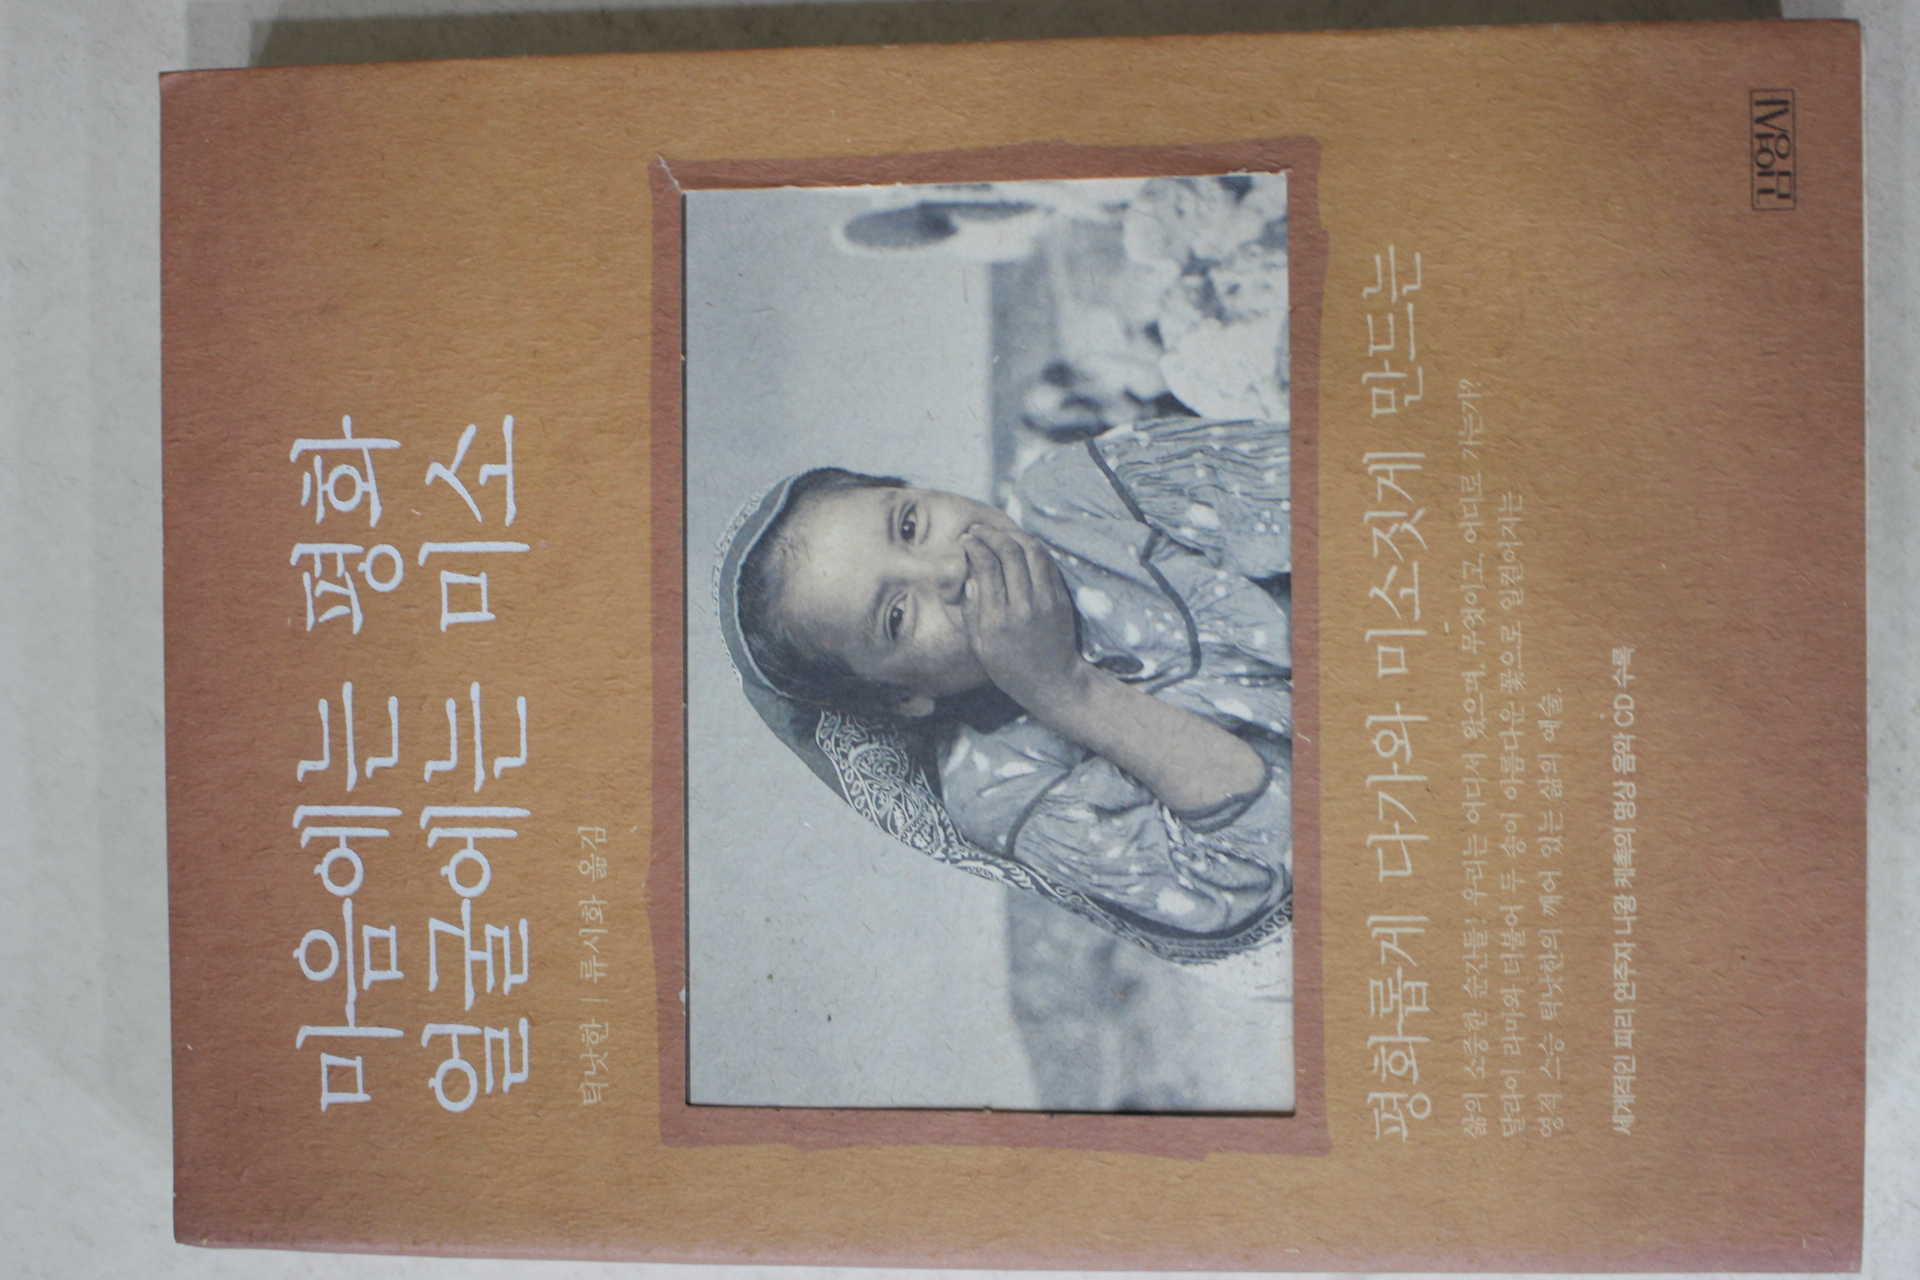 마음에는 평화
얼굴에는 미소
틱낫한 | 류시화 옮김
평화롭게 다가와 미소짓게 만드는
삶의 소중한 순간들! 우리는 어디서 왔으며, 무엇이고, 어디로 가는가?
달라이 라마와 더불어 두 송이 아름다운 꽃으로 일컬어지는
영적 스승 틱낫한의 깨어 있는 삶의 예술.
세계적인 피리 연주자 나왕 케촉의 명상 음악 CD 수록
김영사